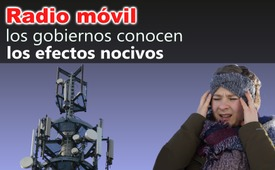 Radio móvil
los gobiernos conocen
los efectos nocivos